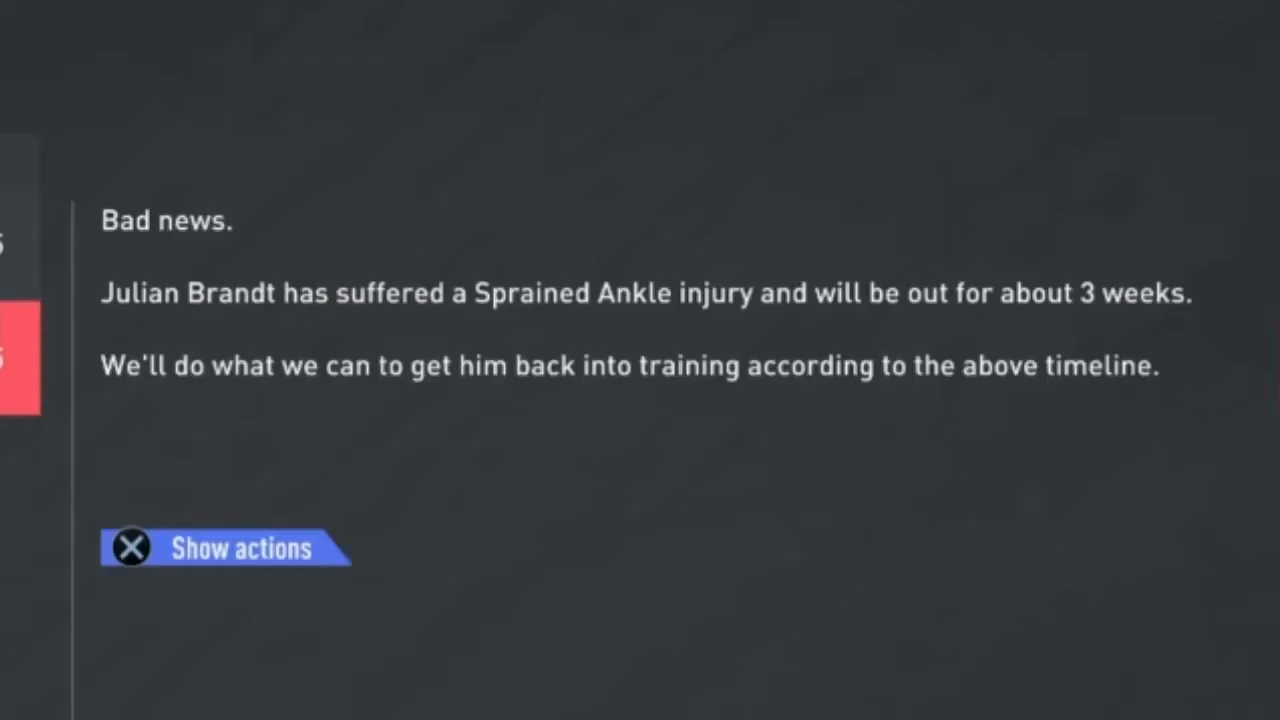 Bad news.
Julian Brandt has suffered a Sprained Ankle injury and will be out for about 3 weeks.
We'll do what we can to get him back into training according to the above timeline.
Show actions